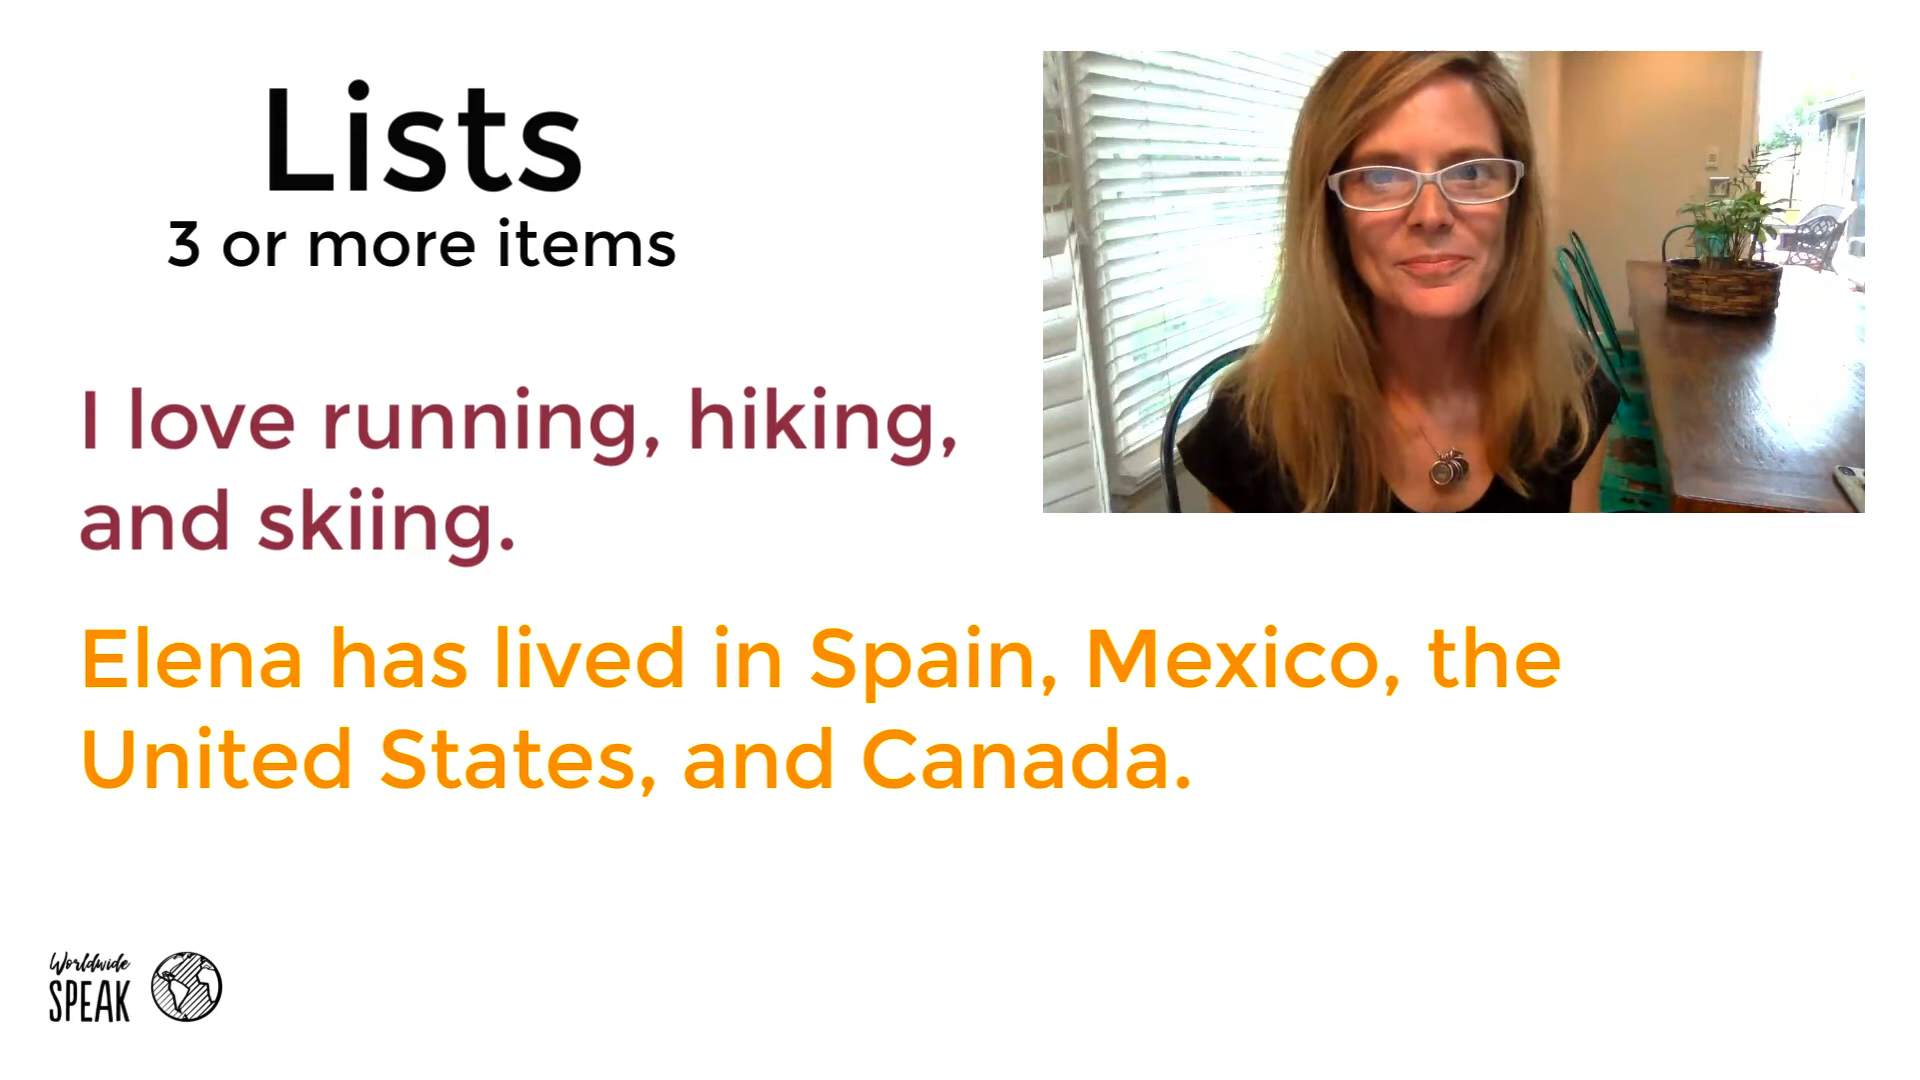 Lists
3 or more items
I love running, hiking,
and skiing.
Elena has lived in Spain, Mexico, the
United States, and Canada.
Worldwide
SPEAK